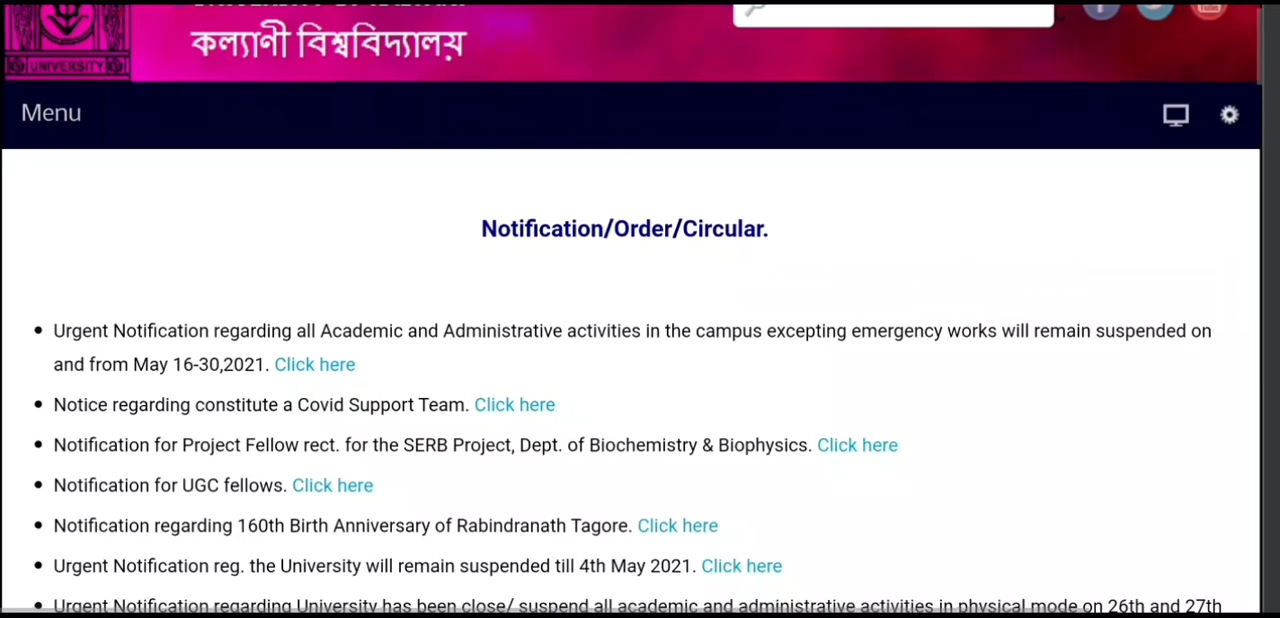 কল্যাণী বিশ্ববিদ্যালয়
UNIVERSITY
Menu
Notification/Order/Circular.
• Urgent Notification regarding all Academic and Administrative activities in the campus excepting emergency works will remain suspended on
and from May 16-30,2021. Click here
• Notice regarding constitute a Covid Support Team. Click here
• Notification for Project Fellow rect. for the SERB Project, Dept. of Biochemistry & Biophysics. Click here
• Notification for UGC fellows. Click here
• Notification regarding 160th Birth Anniversary of Rabindranath Tagore. Click here
• Urgent Notification reg. the University will remain suspended till 4th May 2021. Click here
• Urgent Notification regarding University has been close/ suspend all academic and administrative activities in physical mode on 26th and 27th